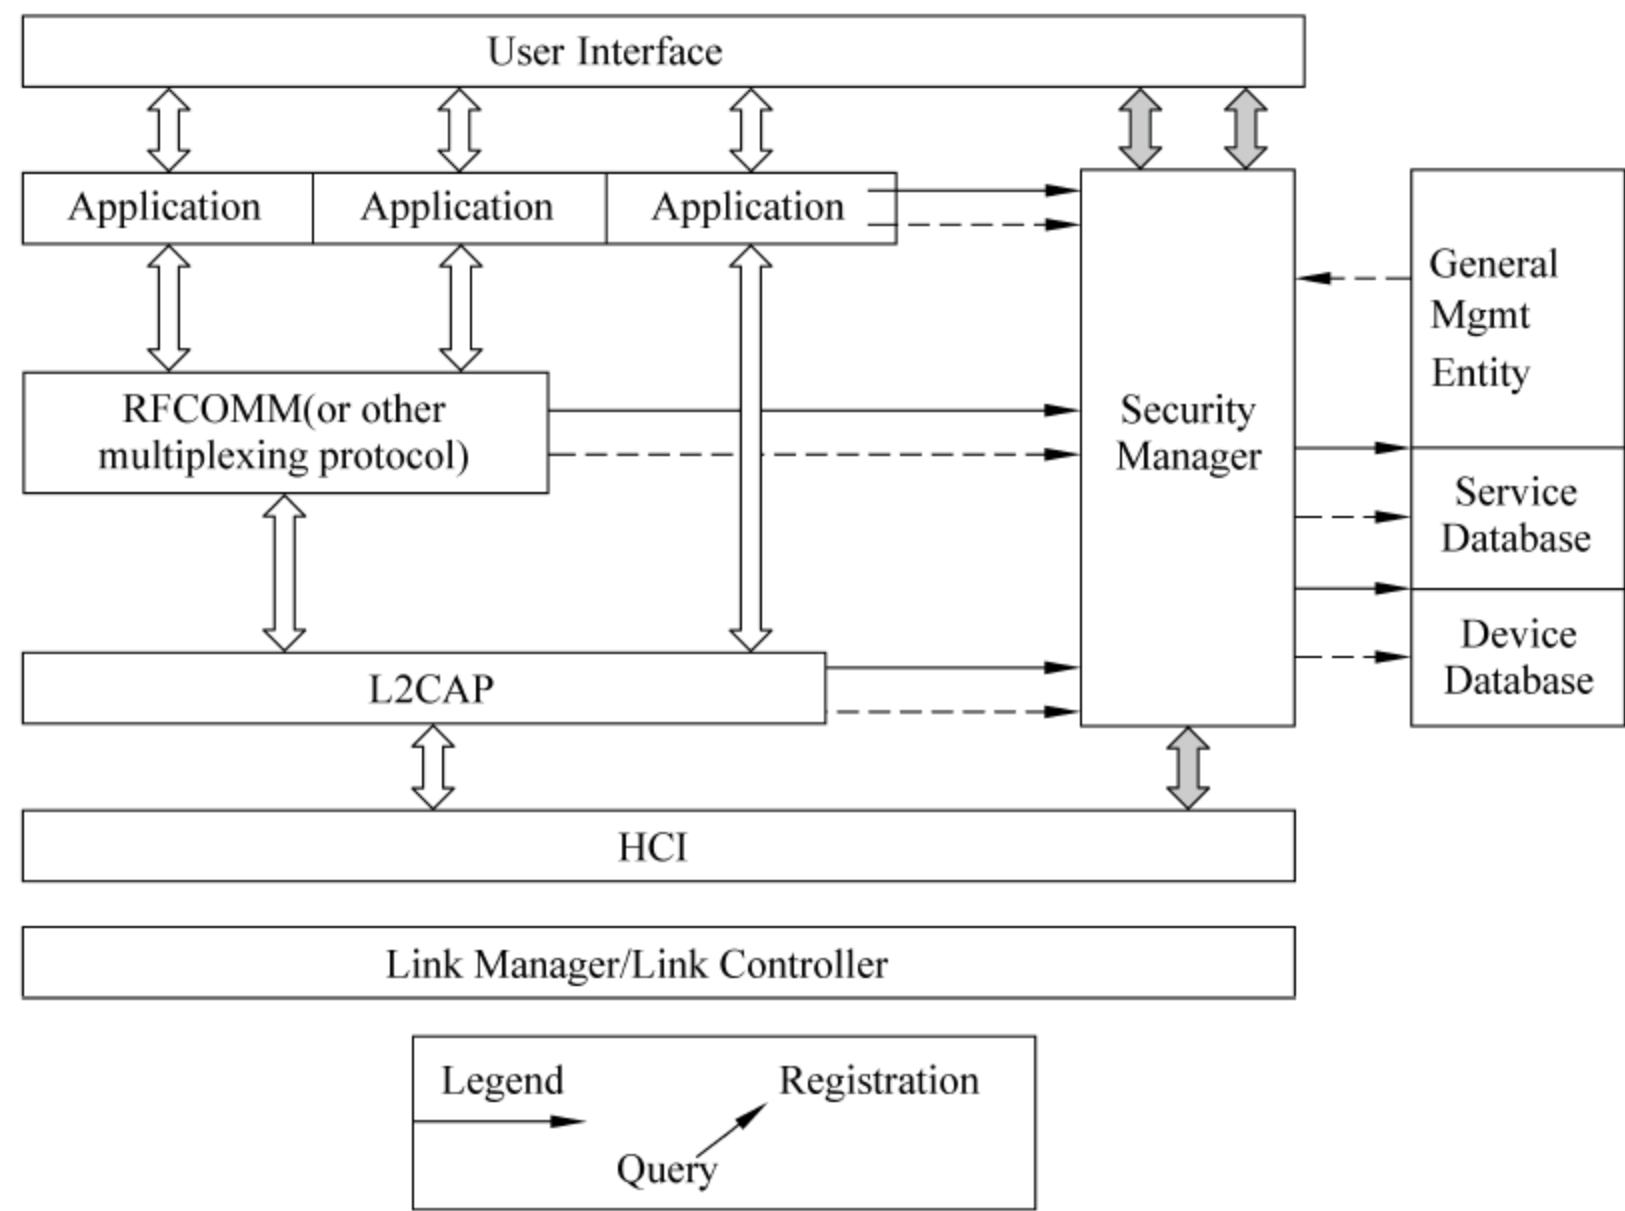 User Interface
Application
Application
Application
General
Mgmt
Entity
RFCOMM(or other
multiplexing protocol)
Security
Manager
Service
Database
Device
Database
L2CAP
HCI
Link Manager/Link Controller
Legend
Registration
Query